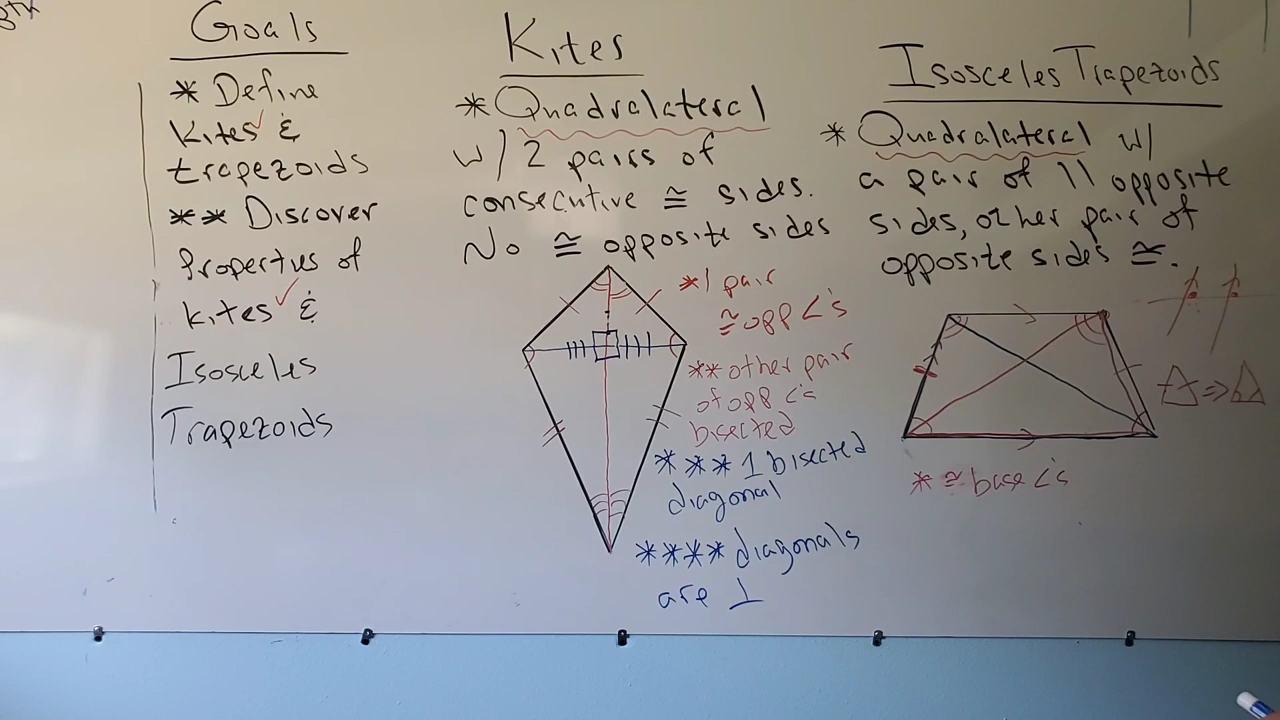 8th
Goals
* Define
Kites ✓ &
trapezoids
** Discover
Properties of
kites ✓ &
Isosceles
Trapezoids
Kites
* Quadralateral
w/ 2 pairs of
consecutive ≅ sides.
No ≅ opposite sides
*1 pair
≅ opp ∠'s
** other pair
of opp ∠'s
bisected
*** 1 bisected
diagonal
**** diagonals
are ⊥
Isosceles Trapezoids
* Quadralateral w/
a pair of || opposite
sides, other pair of
opposite sides ≅.
* ≅ base ∠'s